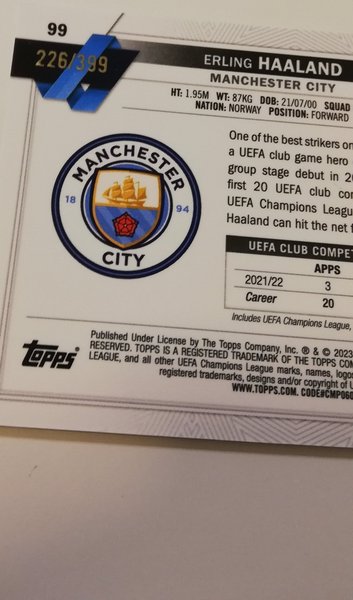 99
226/399
ERLING HAALAND
MANCHESTER CITY
HT: 1.95M WT: 87KG DOB: 21/07/00 SQUAD
NATION: NORWAY POSITION: FORWARD
One of the best strikers on
a UEFA club game hero
group stage debut in 20
first 20 UEFA club com
UEFA Champions League
Haaland can hit the net f
MANCHESTER
18 94
CITY
UEFA CLUB COMPET
APPS
2021/22 3
Career 20
Includes UEFA Champions League,
Topps
Published Under License by The Topps Company, Inc. ® & © 2023
RESERVED. TOPPS IS A REGISTERED TRADEMARK OF THE TOPPS COM
LEAGUE, and all other UEFA Champions League marks, names, logos
registered trademarks, designs and/or copyright of U
WWW.TOPPS.COM. CODE#CMP060